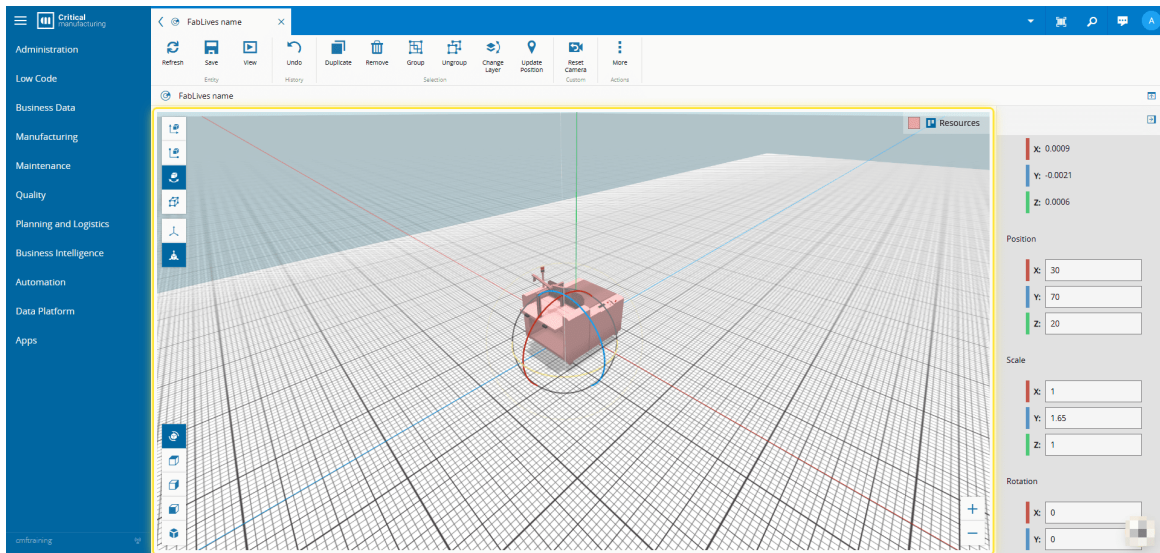 Critical
manufacturing
FabLives name
A
Administration
Low Code
Business Data
Manufacturing
Maintenance
Quality
Planning and Logistics
Business Intelligence
Automation
Data Platform
Apps
cmftraining
Refresh
Save
View
Undo
Duplicate
Remove
Group
Ungroup
Change
Layer
Update
Position
Reset
Camera
More
Entity
History
Selection
Custom
Actions
FabLives name
Resources
X: 0.0009
Y: -0.0021
Z: 0.0006
Position
X: 30
Y: 70
Z: 20
Scale
X: 1
Y: 1.65
Z: 1
Rotation
X: 0
Y: 0